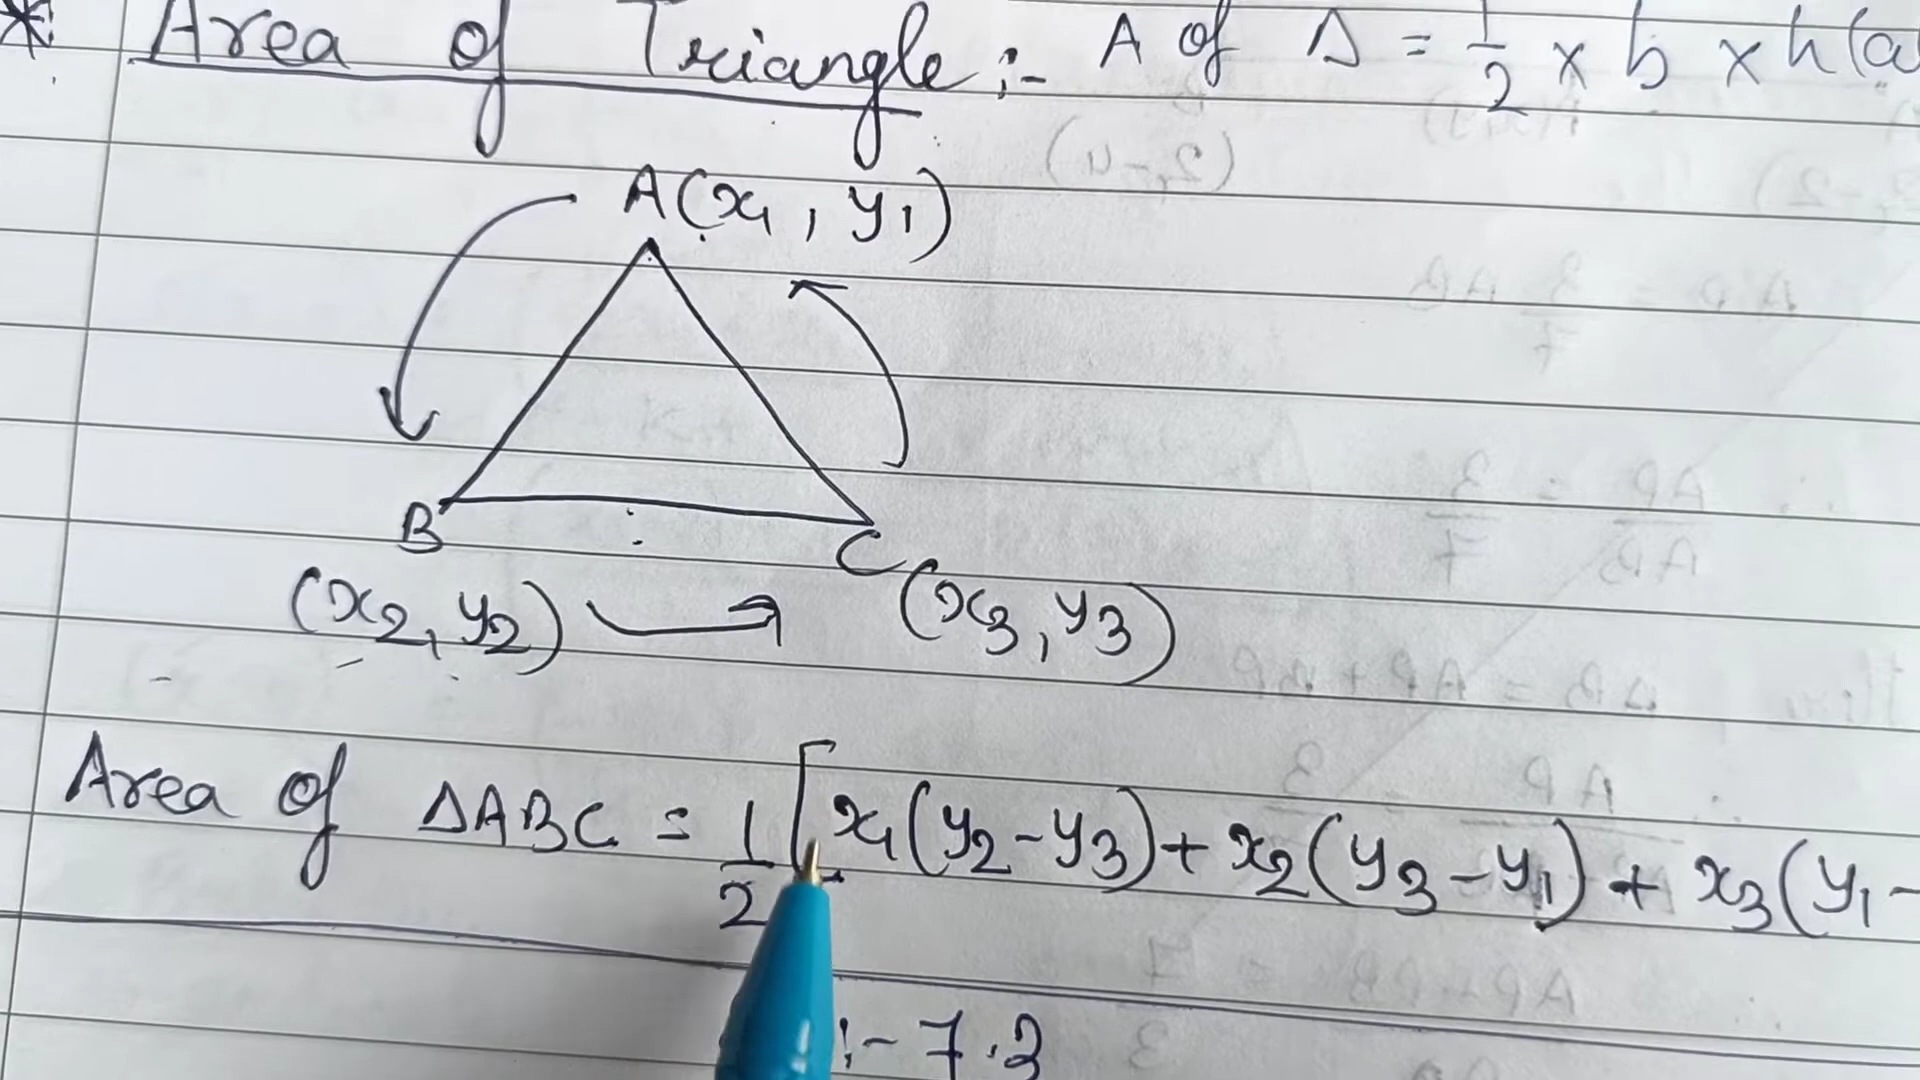 * Area of Triangle :- A of Δ = 1/2 × b × h (a
A(x₁, y₁)
B
C
(x₂, y₂)
(x₃, y₃)
Area of ΔABC = 1/2 [x₁(y₂-y₃) + x₂(y₃-y₁) + x₃(y₁-
:- 7.3